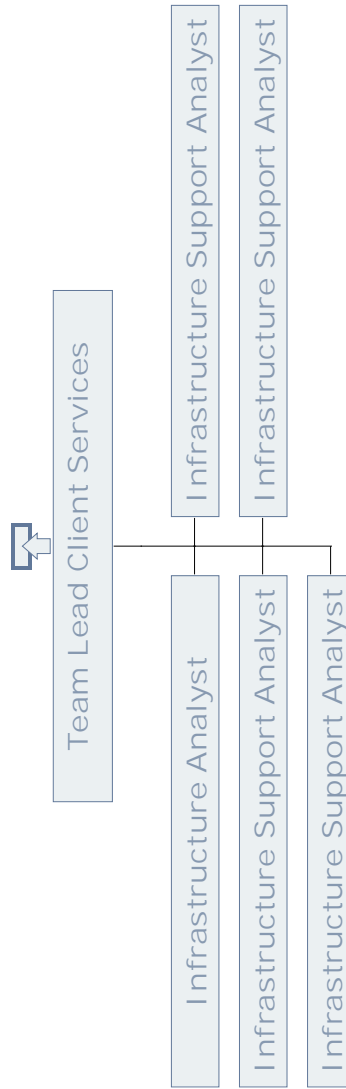 Team Lead Client Services
Infrastructure Analyst
Infrastructure Support Analyst
Infrastructure Support Analyst
Infrastructure Support Analyst
Infrastructure Support Analyst